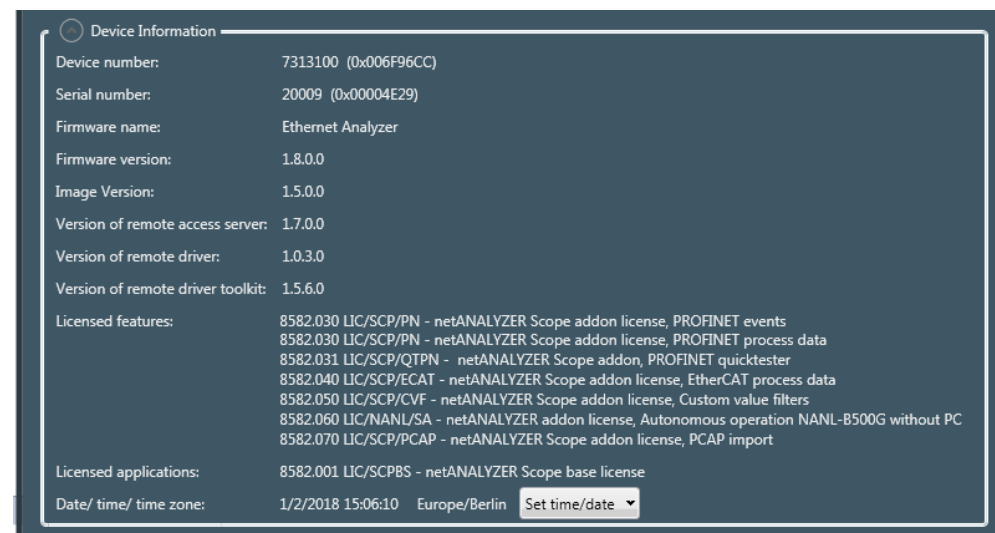 Device Information
Device number: 7313100 (0x006F96CC)
Serial number: 20009 (0x00004E29)
Firmware name: Ethernet Analyzer
Firmware version: 1.8.0.0
Image Version: 1.5.0.0
Version of remote access server: 1.7.0.0
Version of remote driver: 1.0.3.0
Version of remote driver toolkit: 1.5.6.0
Licensed features: 8582.030 LIC/SCP/PN - netANALYZER Scope addon license, PROFINET events
8582.030 LIC/SCP/PN - netANALYZER Scope addon license, PROFINET process data
8582.031 LIC/SCP/QTPN - netANALYZER Scope addon, PROFINET quicktester
8582.040 LIC/SCP/ECAT - netANALYZER Scope addon license, EtherCAT process data
8582.050 LIC/SCP/CVF - netANALYZER Scope addon license, Custom value filters
8582.060 LIC/NANL/SA - netANALYZER addon license, Autonomous operation NANL-B500G without PC
8582.070 LIC/SCP/PCAP - netANALYZER Scope addon license, PCAP import
Licensed applications: 8582.001 LIC/SCPBS - netANALYZER Scope base license
Date/ time/ time zone: 1/2/2018 15:06:10 Europe/Berlin Set time/date